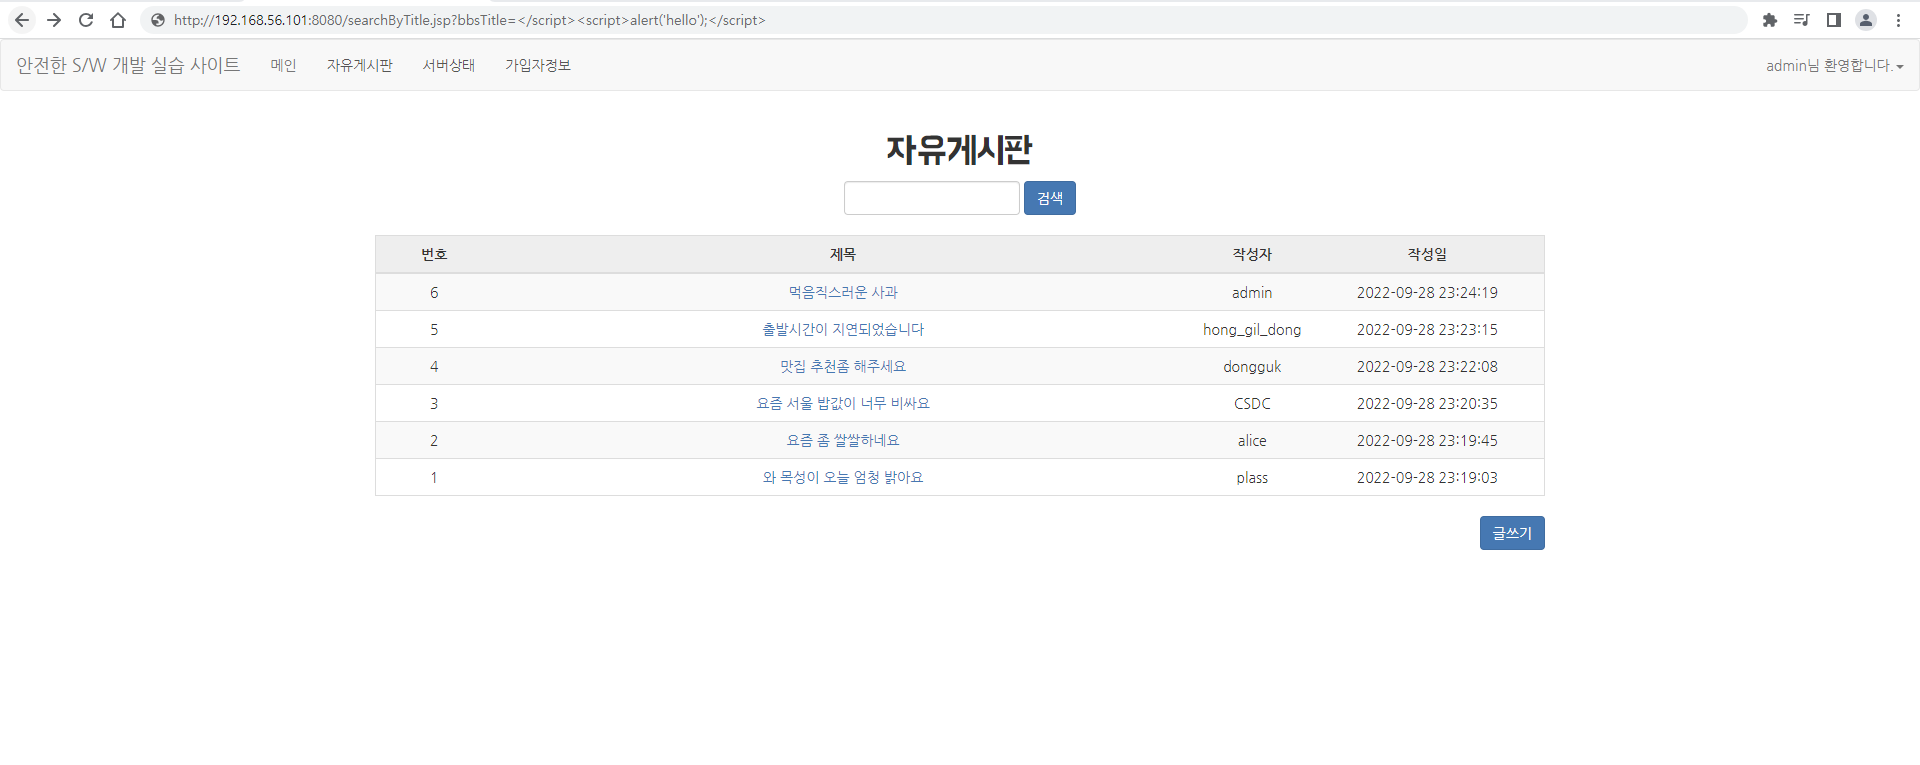 http://192.168.56.101:8080/searchByTitle.jsp?bbsTitle=</script><script>alert('hello');</script>
안전한 S/W 개발 실습 사이트 메인 자유게시판 서버상태 가입자정보 admin님 환영합니다.
자유게시판
검색
번호 제목 작성자 작성일
6 먹음직스러운 사과 admin 2022-09-28 23:24:19
5 출발시간이 지연되었습니다 hong_gil_dong 2022-09-28 23:23:15
4 맛집 추천좀 해주세요 dongguk 2022-09-28 23:22:08
3 요즘 서울 밥값이 너무 비싸요 CSDC 2022-09-28 23:20:35
2 요즘 좀 쌀쌀하네요 alice 2022-09-28 23:19:45
1 와 목성이 오늘 엄청 밝아요 plass 2022-09-28 23:19:03
글쓰기